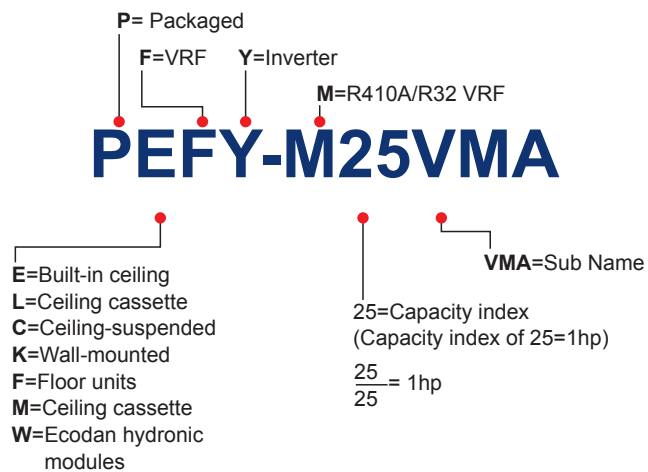 P= Packaged
F=VRF
Y=Inverter
M=R410A/R32 VRF
PEFY-M25VMA
E=Built-in ceiling
L=Ceiling cassette
C=Ceiling-suspended
K=Wall-mounted
F=Floor units
M=Ceiling cassette
W=Ecodan hydronic
modules
25=Capacity index
(Capacity index of 25=1hp)
25
25
= 1hp
VMA=Sub Name